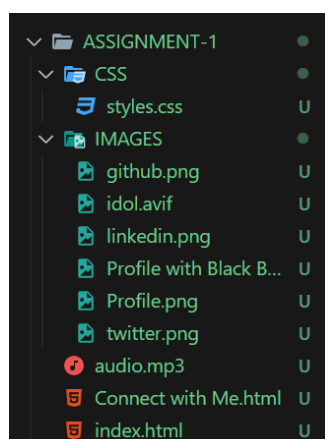 ASSIGNMENT-1
CSS
styles.css U
IMAGES
github.png U
idol.avif U
linkedin.png U
Profile with Black B... U
Profile.png U
twitter.png U
audio.mp3 U
Connect with Me.html U
index.html U